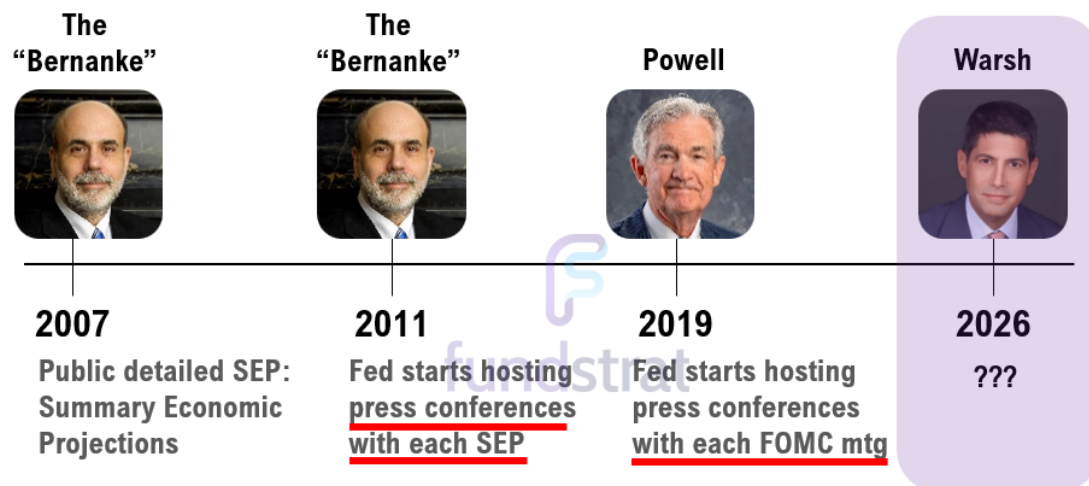 The
“Bernanke”
The
“Bernanke”
Powell
Warsh
2007
Public detailed SEP:
Summary Economic
Projections
2011
Fed starts hosting
press conferences
with each SEP
2019
Fed starts hosting
press conferences
with each FOMC mtg
2026
???
fundstrat